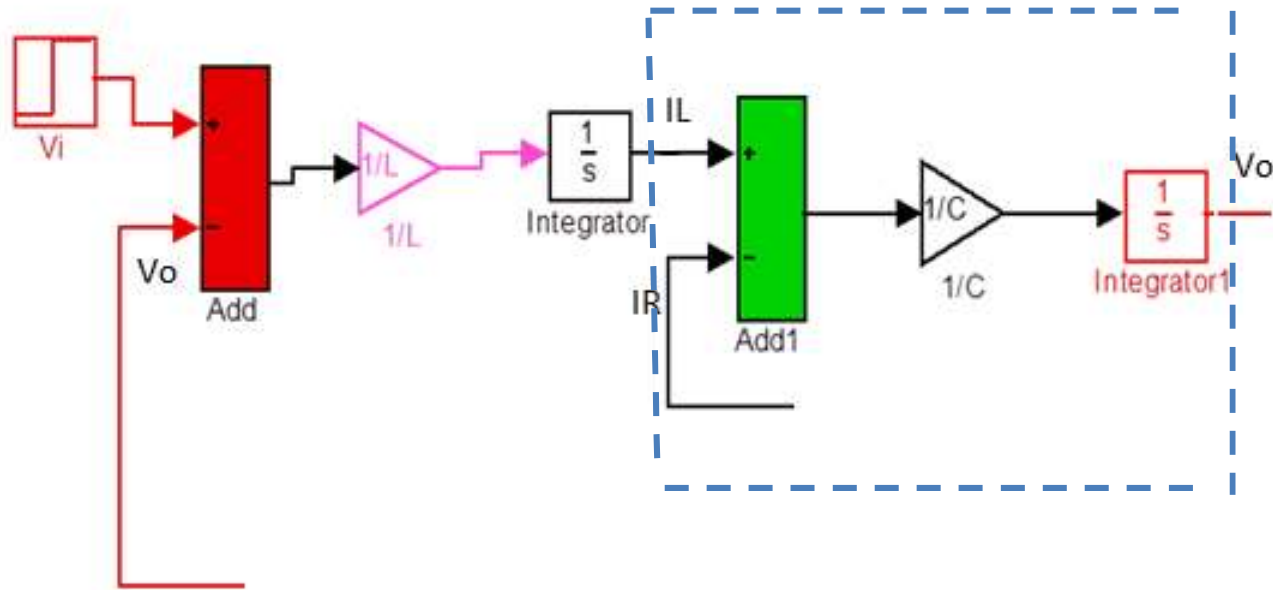 Vi
+
−
Vo
Add
1/L
1/L
1
s
Integrator
IL
+
−
IR
Add1
1/C
1/C
1
s
Integrator1
Vo